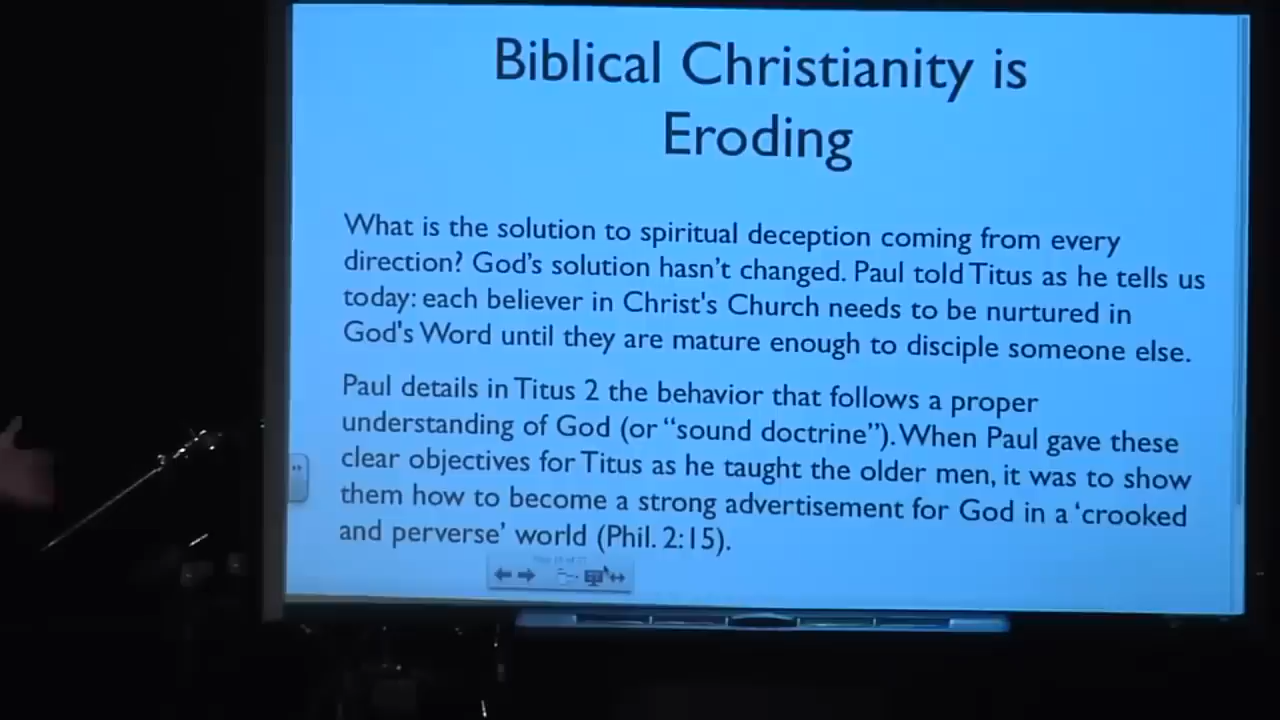 Biblical Christianity is
Eroding
What is the solution to spiritual deception coming from every
direction? God's solution hasn't changed. Paul told Titus as he tells us
today: each believer in Christ's Church needs to be nurtured in
God's Word until they are mature enough to disciple someone else.
Paul details in Titus 2 the behavior that follows a proper
understanding of God (or “sound doctrine”). When Paul gave these
clear objectives for Titus as he taught the older men, it was to show
them how to become a strong advertisement for God in a ‘crooked
and perverse’ world (Phil. 2:15).